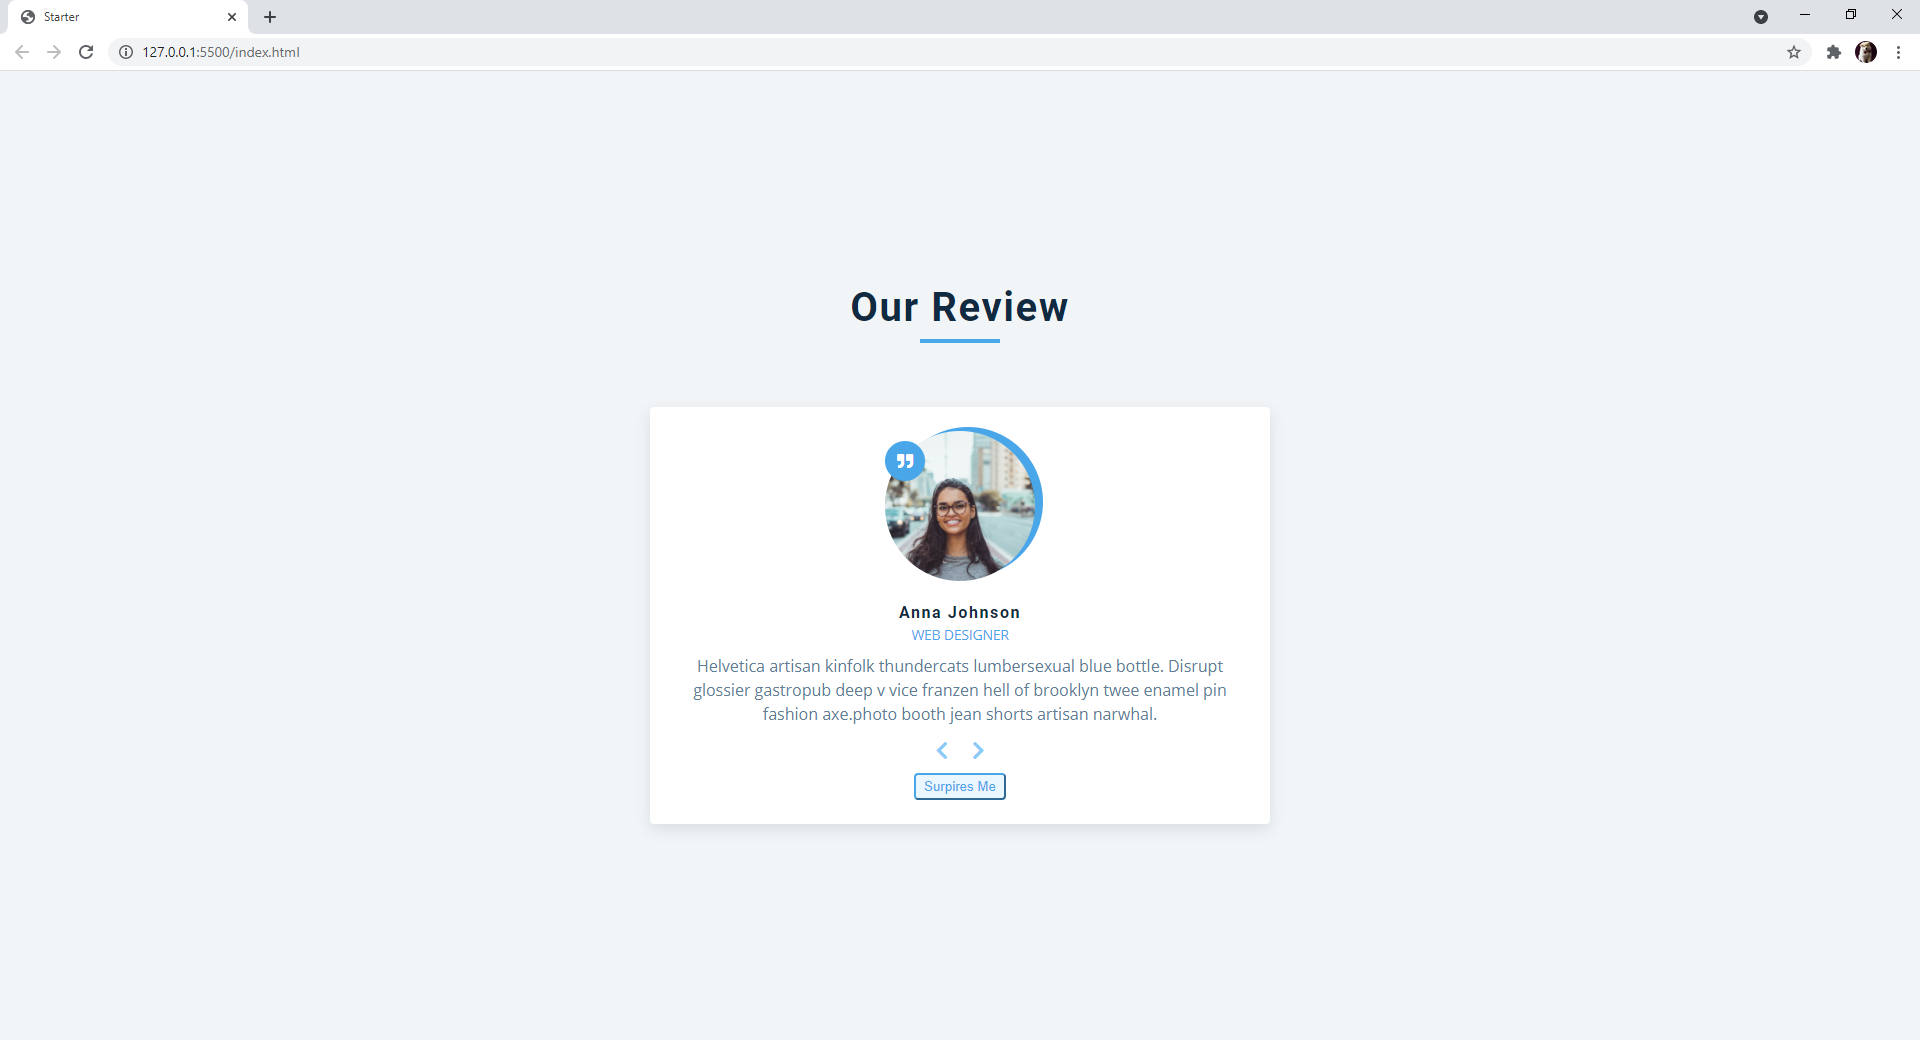 Starter
127.0.0.1:5500/index.html
Our Review
Anna Johnson
WEB DESIGNER
Helvetica artisan kinfolk thundercats lumbersexual blue bottle. Disrupt
glossier gastropub deep v vice franzen hell of brooklyn twee enamel pin
fashion axe.photo booth jean shorts artisan narwhal.
Surpires Me